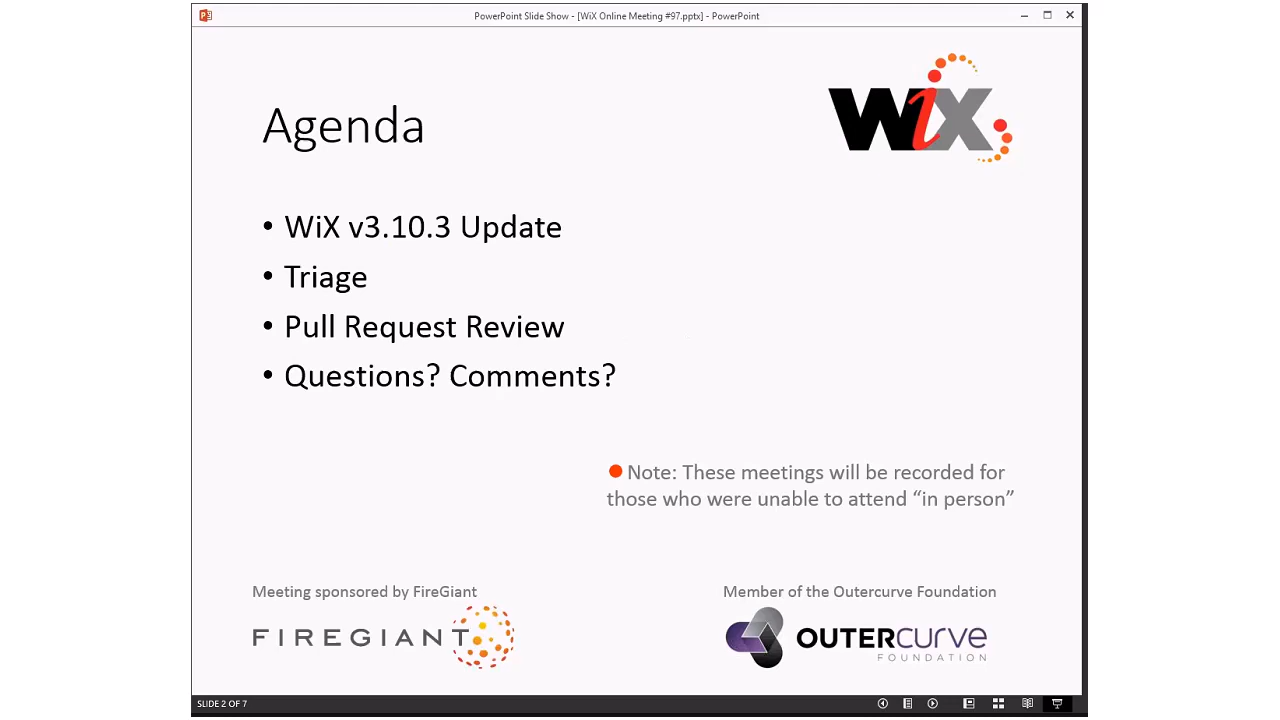 PowerPoint Slide Show - [WiX Online Meeting #97.pptx] - PowerPoint
WiX
Agenda
• WiX v3.10.3 Update
• Triage
• Pull Request Review
• Questions? Comments?
Note: These meetings will be recorded for
those who were unable to attend “in person”
Meeting sponsored by FireGiant
FIREGIANT
Member of the Outercurve Foundation
OUTERCURVE
FOUNDATION
SLIDE 2 OF 7